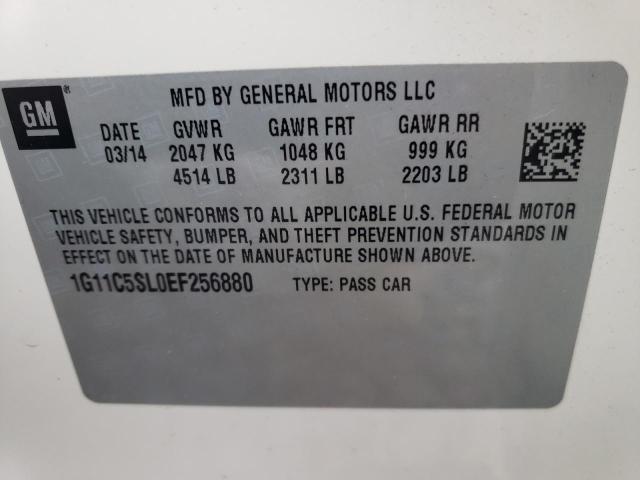 GM
MFD BY GENERAL MOTORS LLC
DATE GVWR GAWR FRT GAWR RR
03/14 2047 KG 1048 KG 999 KG
4514 LB 2311 LB 2203 LB
THIS VEHICLE CONFORMS TO ALL APPLICABLE U.S. FEDERAL MOTOR
VEHICLE SAFETY, BUMPER, AND THEFT PREVENTION STANDARDS IN
EFFECT ON THE DATE OF MANUFACTURE SHOWN ABOVE.
1G11C5SL0EF256880 TYPE: PASS CAR